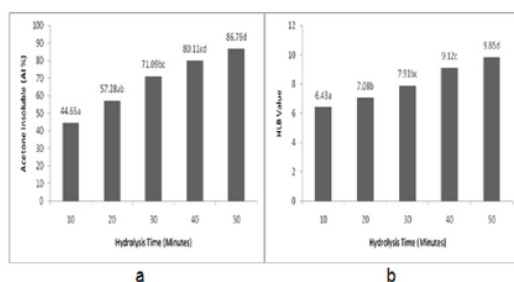 Acetone Insoluble (AI %)
100
90
80
70
60
50
40
30
20
10
0
44.66a
57.28ab
71.09bc
80.11cd
86.76d
10 20 30 40 50
Hydrolysis Time (Minutes)
a
HLB Value
12
10
8
6
4
2
0
6.43a
7.08b
7.91bc
9.12c
9.85d
10 20 30 40 50
Hydrolysis Time (Minutes)
b